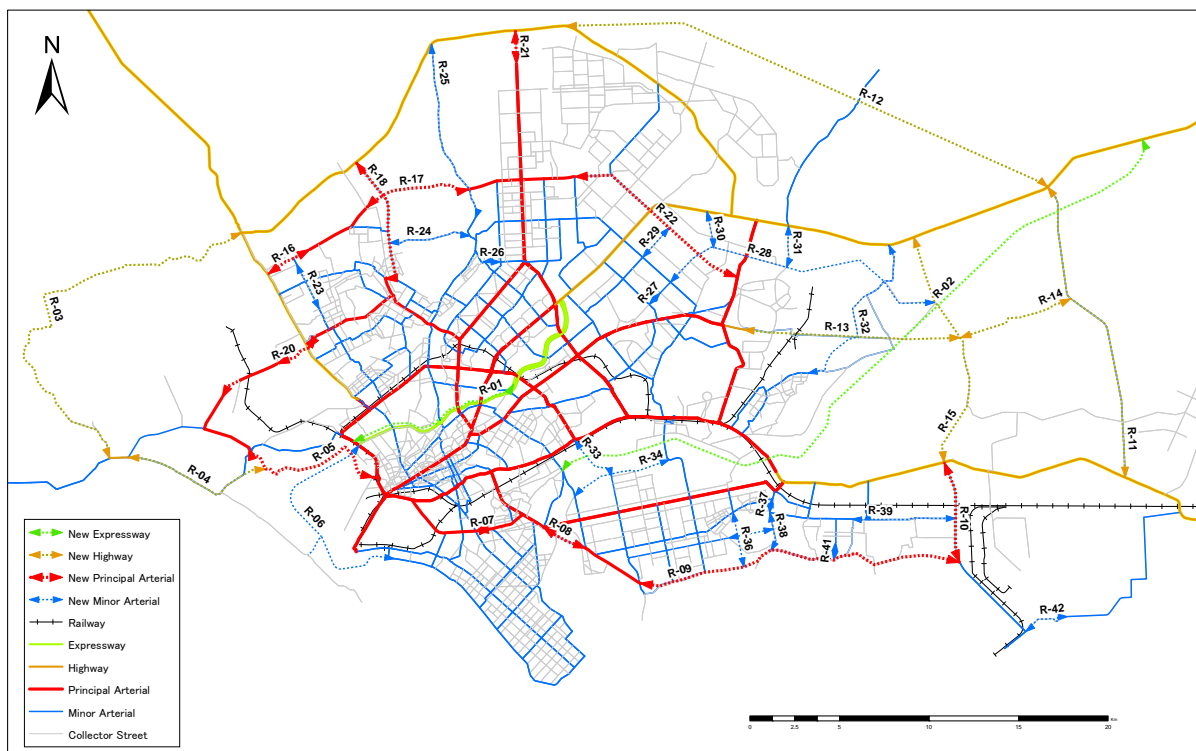 N
R-21
R-25
R-12
R-18
R-17
R-22
R-24
R-29
R-30
R-31
R-28
R-16
R-26
R-23
R-27
R-02
R-03
R-14
R-32
R-13
R-20
R-01
R-15
R-05
R-33
R-34
R-11
R-04
R-06
R-37
R-07
R-08
R-39
R-10
R-38
R-36
R-41
R-09
R-42
New Expressway
New Highway
New Principal Arterial
New Minor Arterial
Railway
Expressway
Highway
Principal Arterial
Minor Arterial
Collector Street
0 2.5 5 10 15 20 Km